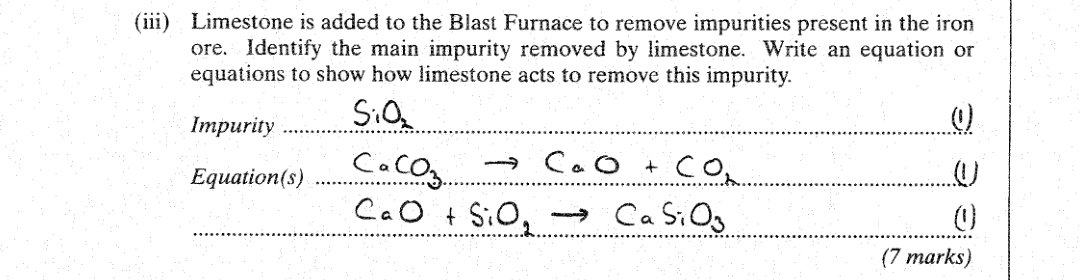 (iii) Limestone is added to the Blast Furnace to remove impurities present in the iron
ore. Identify the main impurity removed by limestone. Write an equation or
equations to show how limestone acts to remove this impurity.
Impurity SiO₂ (1)
Equation(s) CaCO₃ → CaO + CO₂ (1)
CaO + SiO₂ → CaSiO₃ (1)
(7 marks)